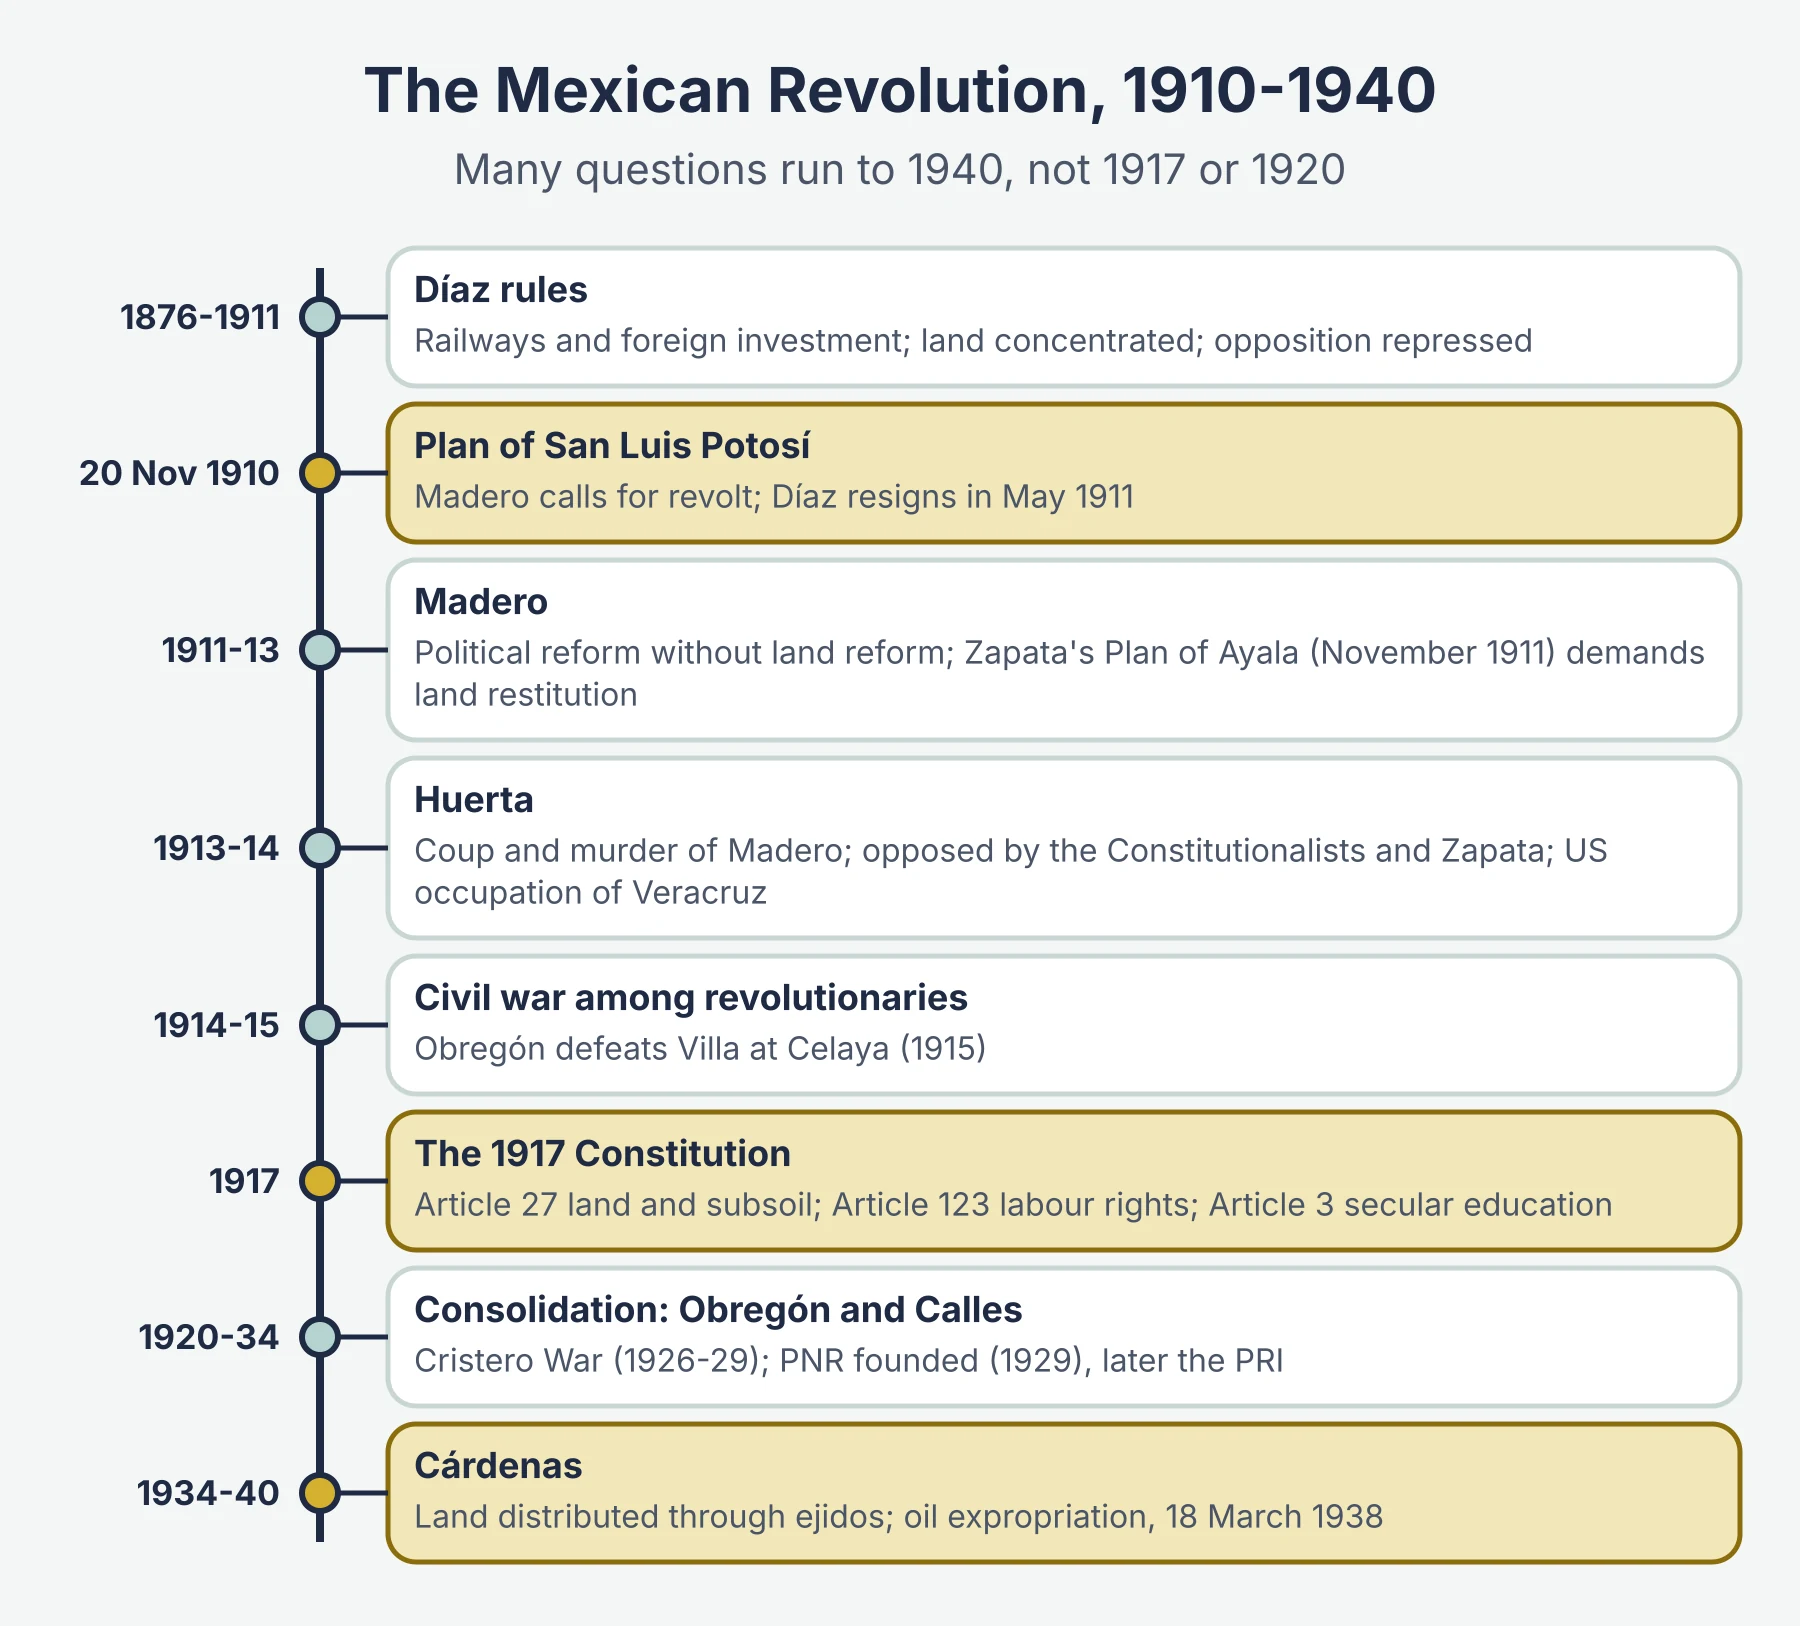 The Mexican Revolution, 1910-1940
Many questions run to 1940, not 1917 or 1920
1876-1911
Díaz rules
Railways and foreign investment; land concentrated; opposition repressed
20 Nov 1910
Plan of San Luis Potosí
Madero calls for revolt; Díaz resigns in May 1911
1911-13
Madero
Political reform without land reform; Zapata's Plan of Ayala (November 1911) demands
land restitution
1913-14
Huerta
Coup and murder of Madero; opposed by the Constitutionalists and Zapata; US
occupation of Veracruz
1914-15
Civil war among revolutionaries
Obregón defeats Villa at Celaya (1915)
1917
The 1917 Constitution
Article 27 land and subsoil; Article 123 labour rights; Article 3 secular education
1920-34
Consolidation: Obregón and Calles
Cristero War (1926-29); PNR founded (1929), later the PRI
1934-40
Cárdenas
Land distributed through ejidos; oil expropriation, 18 March 1938